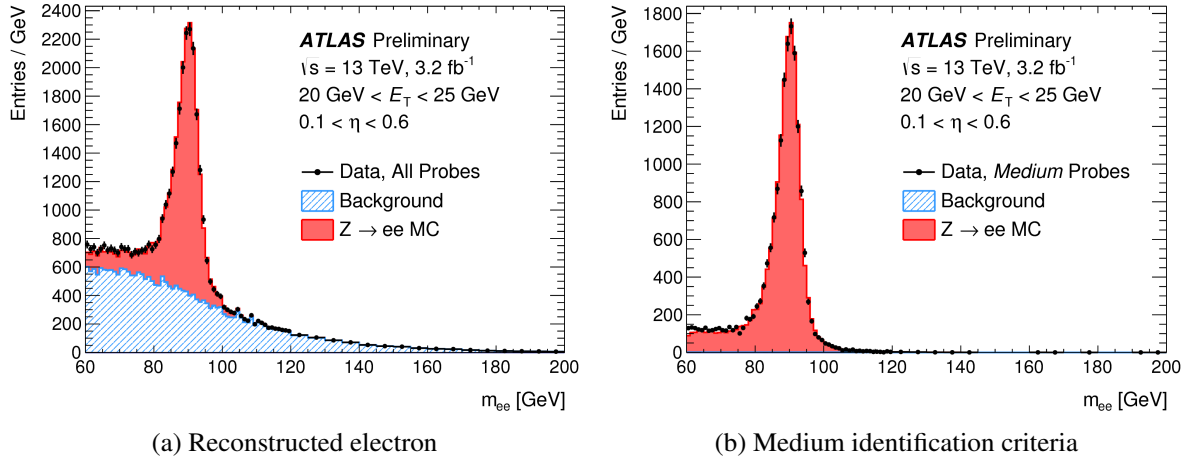 Entries / GeV
2400
2200
2000
1800
1600
1400
1200
1000
800
600
400
200
0
60 80 100 120 140 160 180 200
m_ee [GeV]
ATLAS Preliminary
√s = 13 TeV, 3.2 fb⁻¹
20 GeV < E_T < 25 GeV
0.1 < η < 0.6
Data, All Probes
Background
Z → ee MC
(a) Reconstructed electron
Entries / GeV
1800
1600
1400
1200
1000
800
600
400
200
0
60 80 100 120 140 160 180 200
m_ee [GeV]
ATLAS Preliminary
√s = 13 TeV, 3.2 fb⁻¹
20 GeV < E_T < 25 GeV
0.1 < η < 0.6
Data, Medium Probes
Background
Z → ee MC
(b) Medium identification criteria